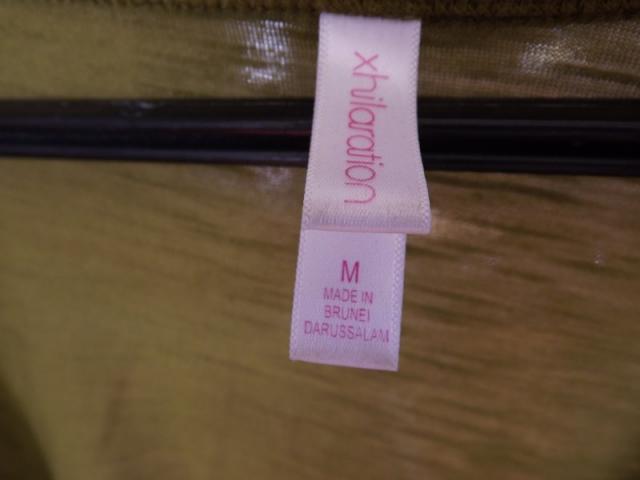 xhilaration
M
MADE IN
BRUNEI
DARUSSALAM